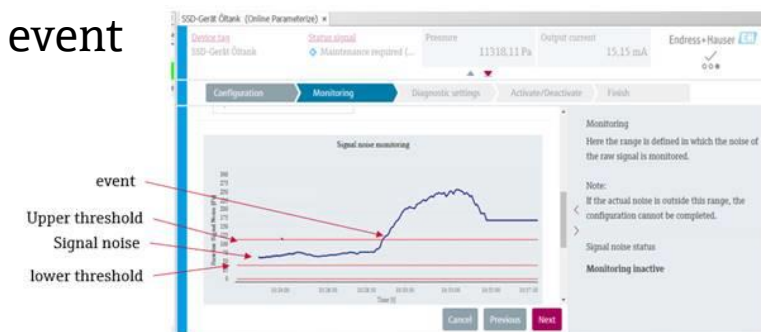 event
SSD-Gerät Öltank (Online Parameterize) ×
Device tag
SSD-Gerät Öltank
Status signal
Maintenance required (...
Pressure
11318,11 Pa
Output current
15,15 mA
Endress+Hauser EH
Configuration
Monitoring
Diagnostic settings
Activate/Deactivate
Finish
Signal noise monitoring
300
275
Time [t]
event
Upper threshold
Signal noise
lower threshold
Monitoring
Here the range is defined in which the noise of
the raw signal is monitored.
Note:
If the actual noise is outside this range, the
configuration cannot be completed.
Signal noise status
Monitoring inactive
Cancel
Previous
Next